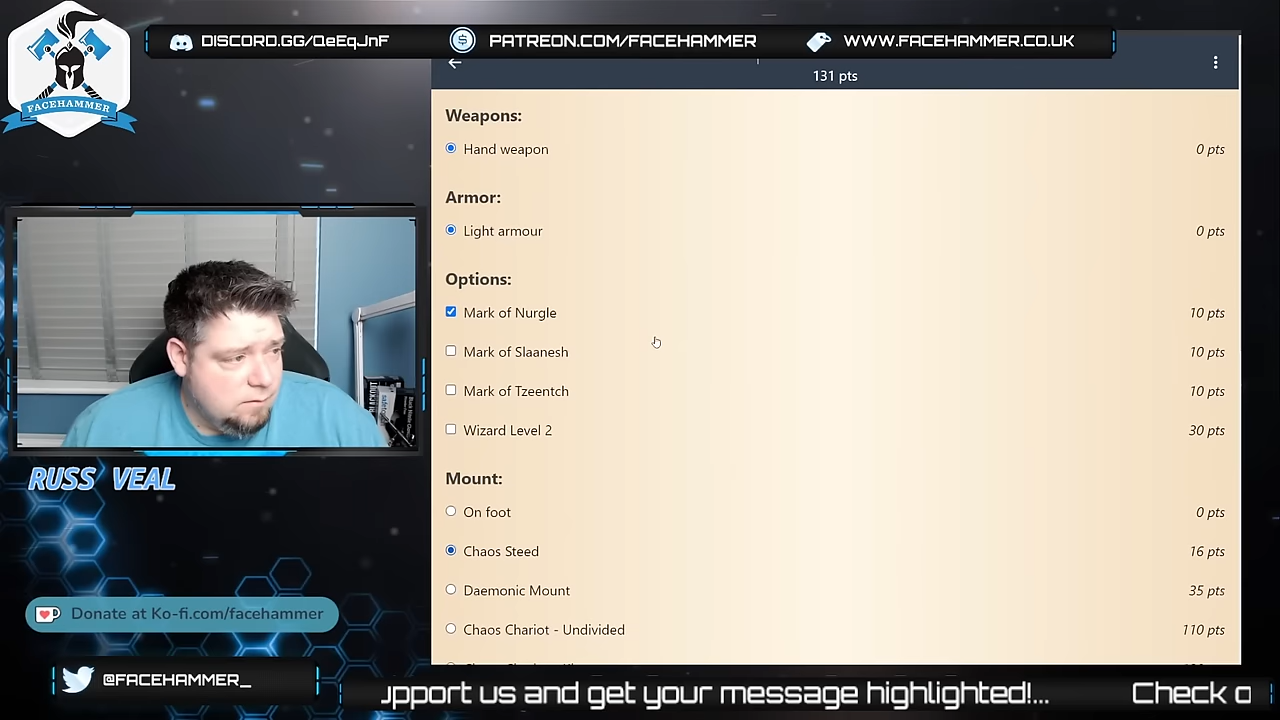 DISCORD.GG/QeEqJnF
PATREON.COM/FACEHAMMER
WWW.FACEHAMMER.CO.UK
FACEHAMMER
131 pts
Weapons:
Hand weapon 0 pts
Armor:
Light armour 0 pts
Options:
Mark of Nurgle 10 pts
Mark of Slaanesh 10 pts
Mark of Tzeentch 10 pts
Wizard Level 2 30 pts
Mount:
On foot 0 pts
Chaos Steed 16 pts
Daemonic Mount 35 pts
Chaos Chariot - Undivided 110 pts
RUSS VEAL
Donate at Ko-fi.com/facehammer
@FACEHAMMER_
upport us and get your message highlighted!... Check o